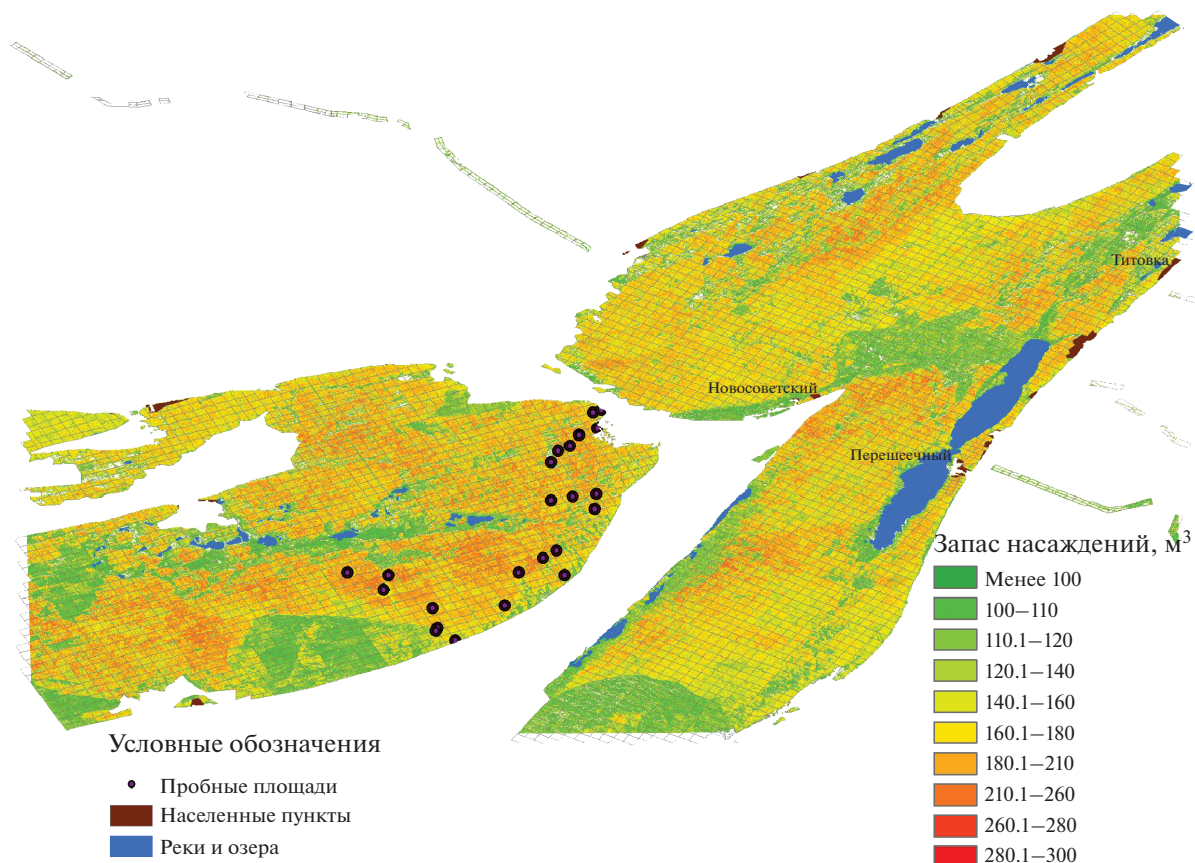 Титовка
Новосоветский
Перешеечный
Запас насаждений, м³
Менее 100
100–110
110.1–120
120.1–140
140.1–160
160.1–180
180.1–210
210.1–260
260.1–280
280.1–300
Условные обозначения
Пробные площади
Населенные пункты
Реки и озера